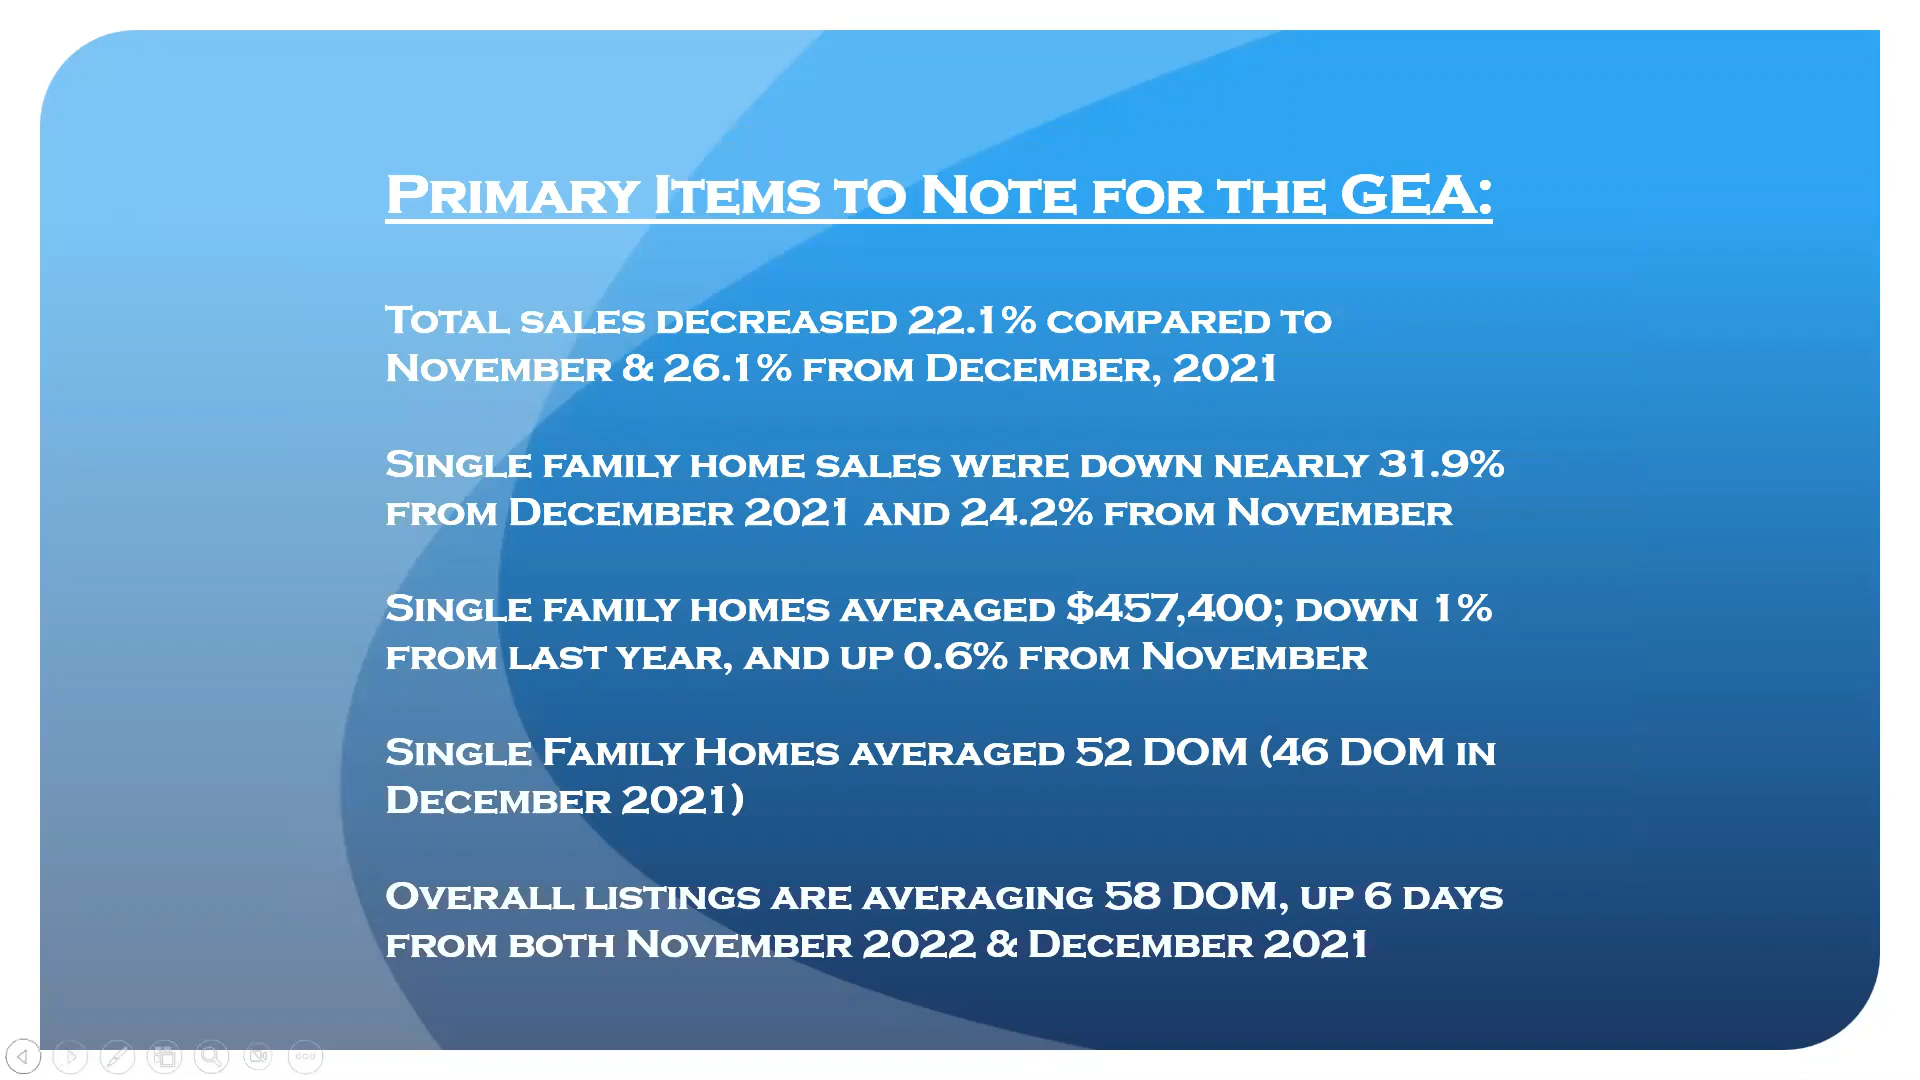 Primary Items to Note for the GEA:
Total sales decreased 22.1% compared to
November & 26.1% from December, 2021
Single family home sales were down nearly 31.9%
from December 2021 and 24.2% from November
Single family homes averaged $457,400; down 1%
from last year, and up 0.6% from November
Single Family Homes averaged 52 DOM (46 DOM in
December 2021)
Overall listings are averaging 58 DOM, up 6 days
from both November 2022 & December 2021